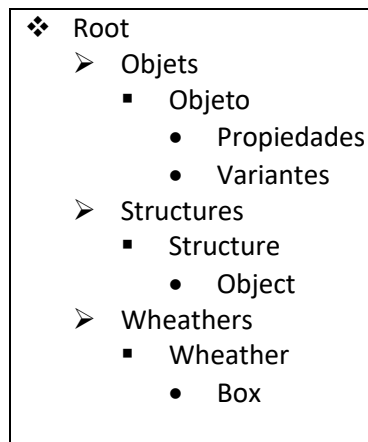 ❖ Root
➢ Objets
▪ Objeto
• Propiedades
• Variantes
➢ Structures
▪ Structure
• Object
➢ Wheathers
▪ Wheather
• Box